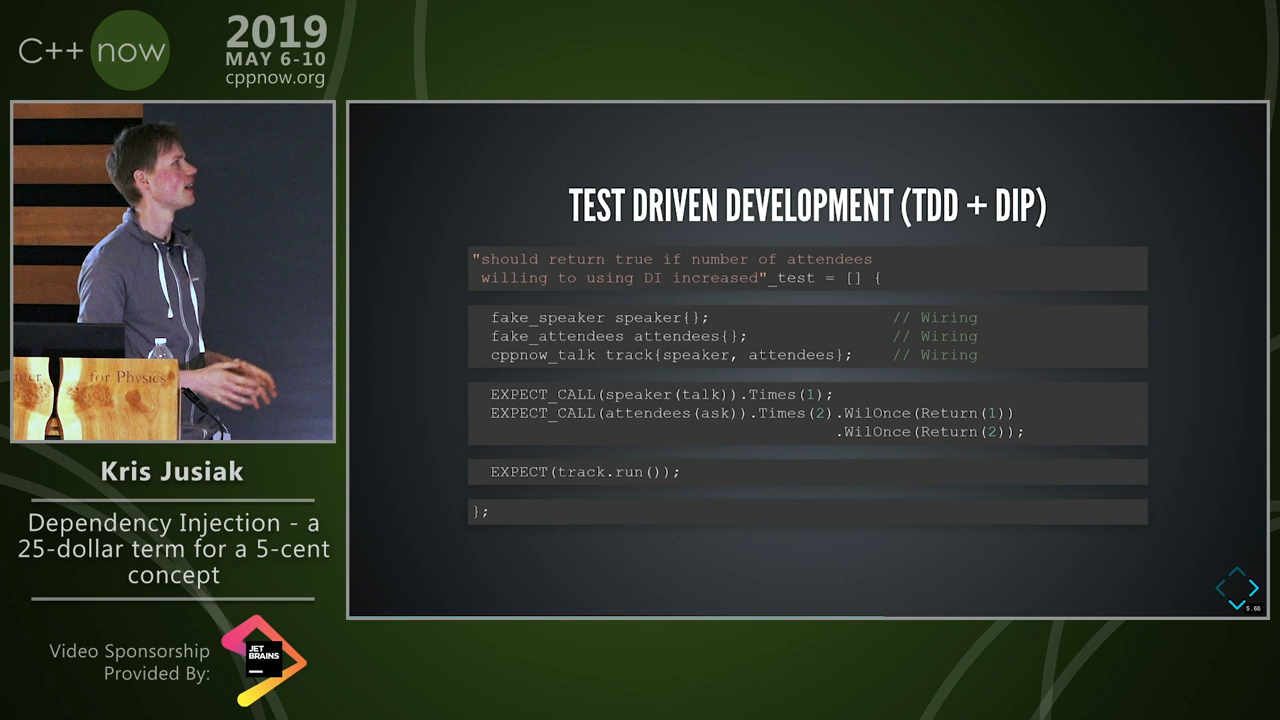 C++ now
2019
MAY 6-10
cppnow.org
for Physics
Kris Jusiak
Dependency Injection - a
25-dollar term for a 5-cent
concept
Video Sponsorship
Provided By:
JET
BRAINS
TEST DRIVEN DEVELOPMENT (TDD + DIP)
"should return true if number of attendees
willing to using DI increased"_test = [] {
fake_speaker speaker{}; // Wiring
fake_attendees attendees{}; // Wiring
cppnow_talk track{speaker, attendees}; // Wiring
EXPECT_CALL(speaker(talk)).Times(1);
EXPECT_CALL(attendees(ask)).Times(2).WilOnce(Return(1))
.WilOnce(Return(2));
EXPECT(track.run());
};
5.66